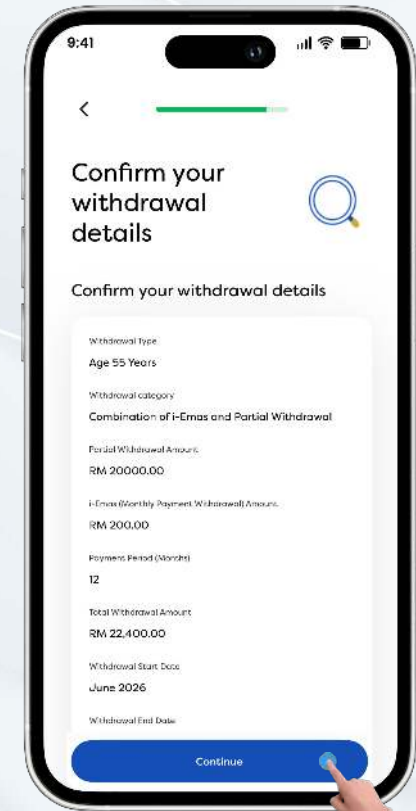 9:41
Confirm your
withdrawal
details
Confirm your withdrawal details
Withdrawal Type
Age 55 Years
Withdrawal category
Combination of i-Emas and Partial Withdrawal
Partial Withdrawal Amount
RM 20000.00
i-Emas (Monthly Payment Withdrawal) Amount
RM 200.00
Payment Period (Months)
12
Total Withdrawal Amount
RM 22,400.00
Withdrawal Start Date
June 2026
Withdrawal End Date
Continue